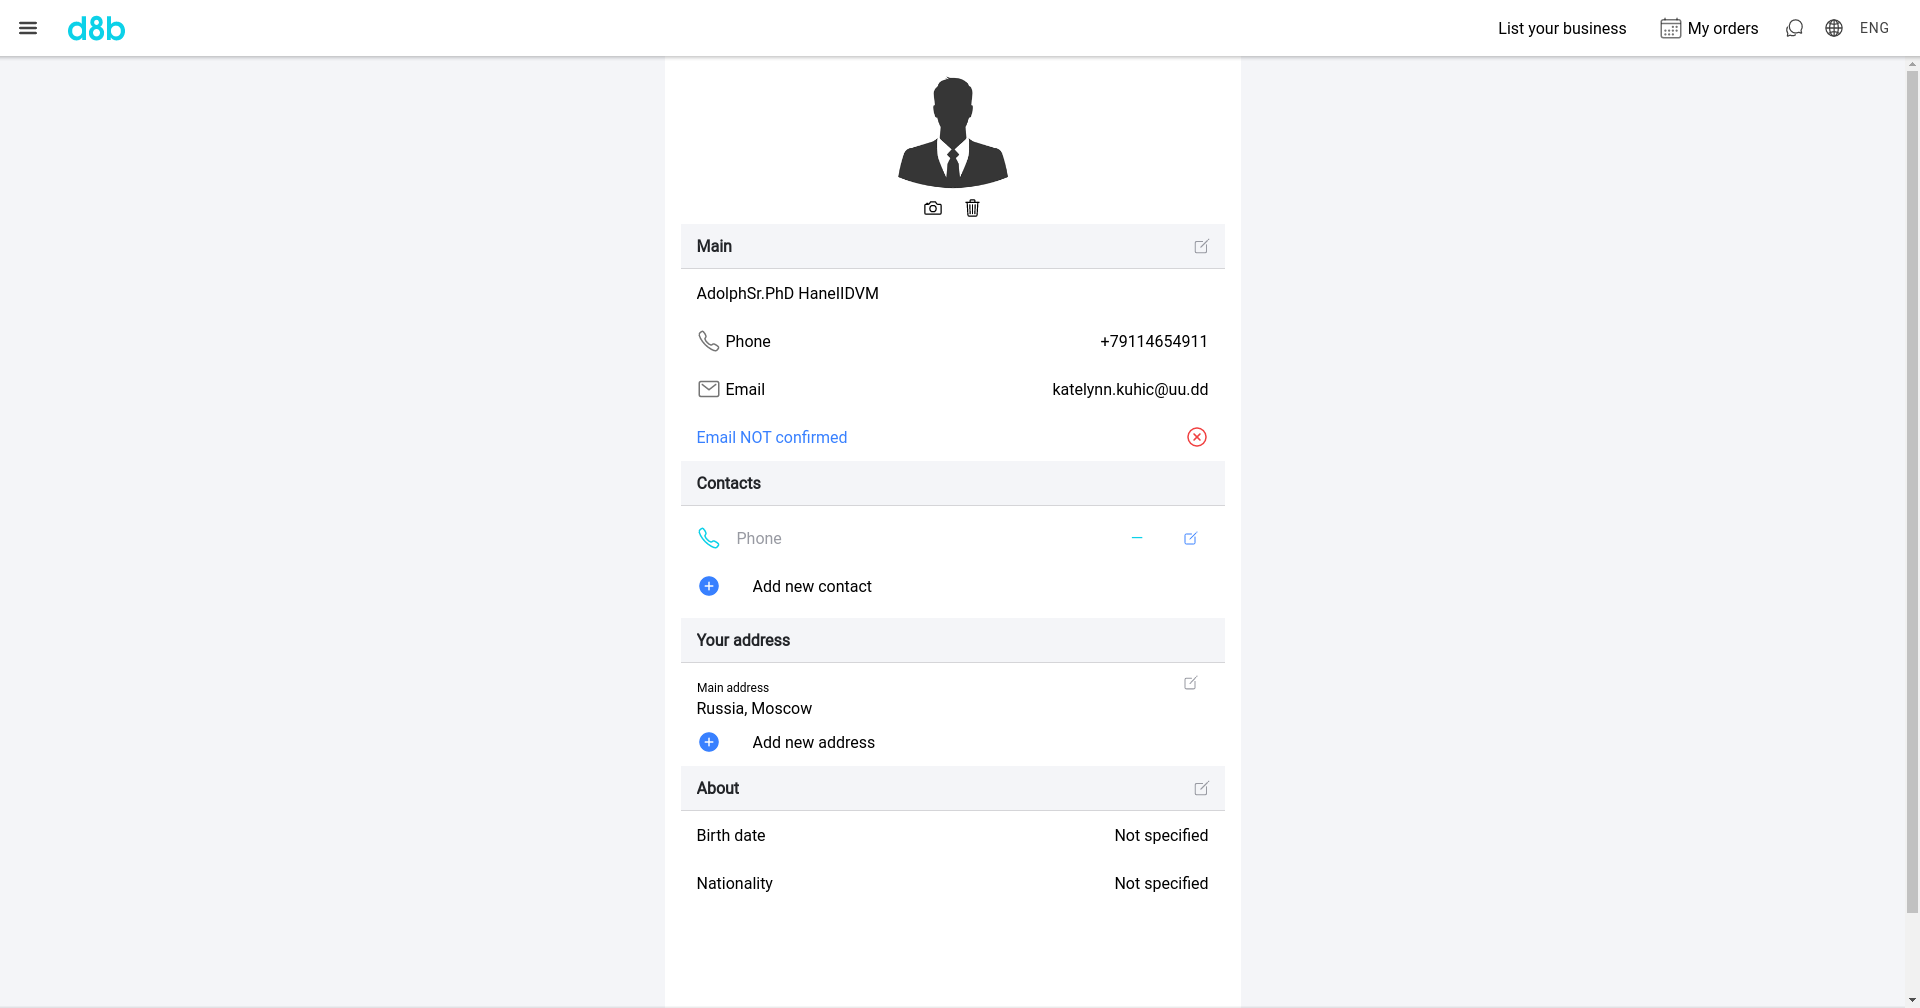 d8b
List your business
My orders
ENG
Main
AdolphSr.PhD HanelIDVM
Phone
+79114654911
Email
katelynn.kuhic@uu.dd
Email NOT confirmed
Contacts
Phone
Add new contact
Your address
Main address
Russia, Moscow
Add new address
About
Birth date
Not specified
Nationality
Not specified